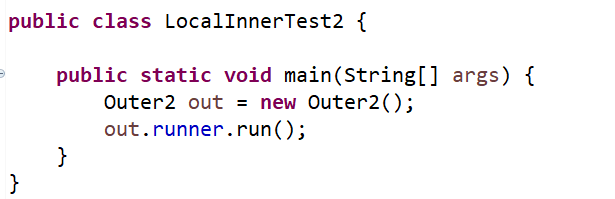 public class LocalInnerTest2 {
public static void main(String[] args) {
Outer2 out = new Outer2();
out.runner.run();
}
}